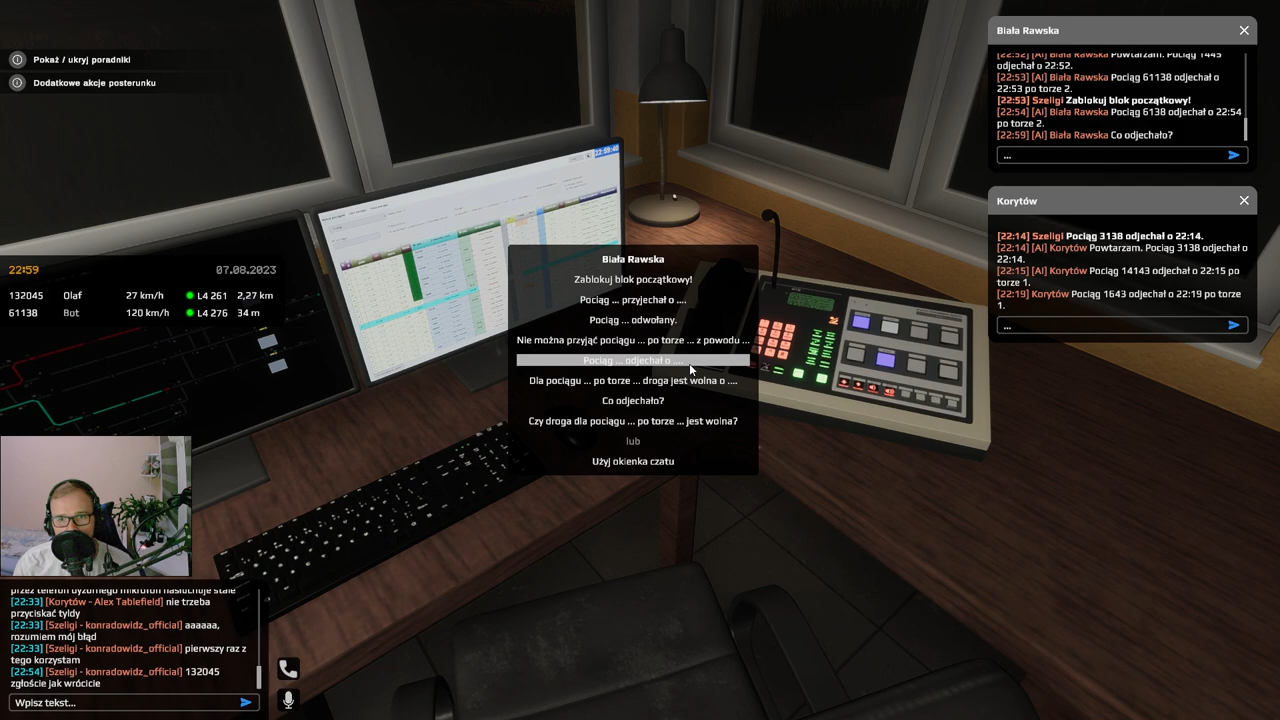 Pokaż / ukryj poradniki
Dodatkowe akcje posterunku
22:59 07.08.2023
132045 Olaf 27 km/h L4 261 2,27 km
61138 Bot 120 km/h L4 276 34 m
przez telefon dyżurnego mikrofon nasłuchuje stale
[22:33] [Korytów - Alex Tablefield] nie trzeba
przyciskać tyldy
[22:33] [Szeligi - konradowidz_official] aaaaaa,
rozumiem mój błąd
[22:33] [Szeligi - konradowidz_official] pierwszy raz z
tego korzystam
[22:54] [Szeligi - konradowidz_official] 132045
zgłoście jak wrócicie
Wpisz tekst...
22:59:40
Biała Rawska
Zablokuj blok początkowy!
Pociąg ... przyjechał o ....
Pociąg ... odwołany.
Nie można przyjąć pociągu ... po torze ... z powodu ...
Pociąg ... odjechał o ....
Dla pociągu ... po torze ... droga jest wolna o ....
Co odjechało?
Czy droga dla pociągu ... po torze ... jest wolna?
lub
Użyj okienka czatu
Biała Rawska
[22:52] [AI] Biała Rawska Powtarzam. Pociąg 1445
odjechał o 22:52.
[22:53] [AI] Biała Rawska Pociąg 61138 odjechał o
22:53 po torze 2.
[22:53] Szeligi Zablokuj blok początkowy!
[22:54] [AI] Biała Rawska Pociąg 6138 odjechał o 22:54
po torze 2.
[22:59] [AI] Biała Rawska Co odjechało?
...
Korytów
[22:14] Szeligi Pociąg 3138 odjechał o 22:14.
[22:14] [AI] Korytów Powtarzam. Pociąg 3138 odjechał o
22:14.
[22:15] [AI] Korytów Pociąg 14143 odjechał o 22:15 po
torze 1.
[22:19] Korytów Pociąg 1643 odjechał o 22:19 po torze
1.
...